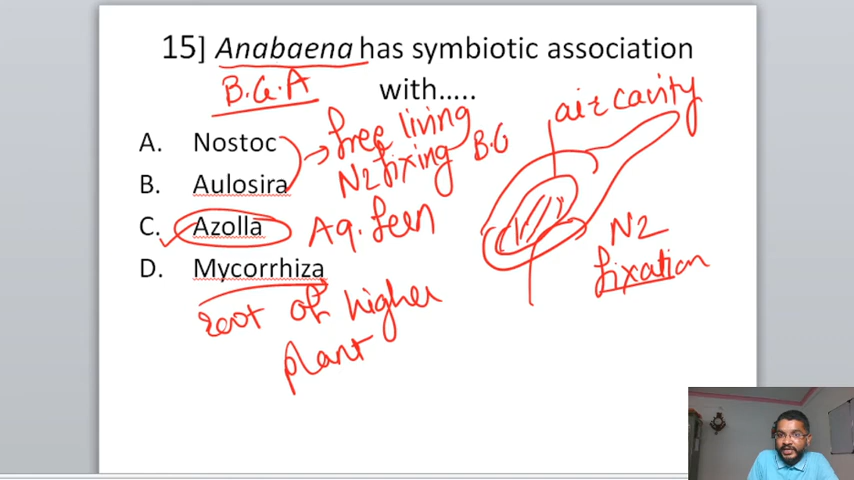 15] Anabaena has symbiotic association
with.....
B.G.A
air cavity
A. Nostoc
free living
N2 fixing B.G
B. Aulosira
C. Azolla
Aq. feen
N2
fixation
D. Mycorrhiza
root of higher
plant